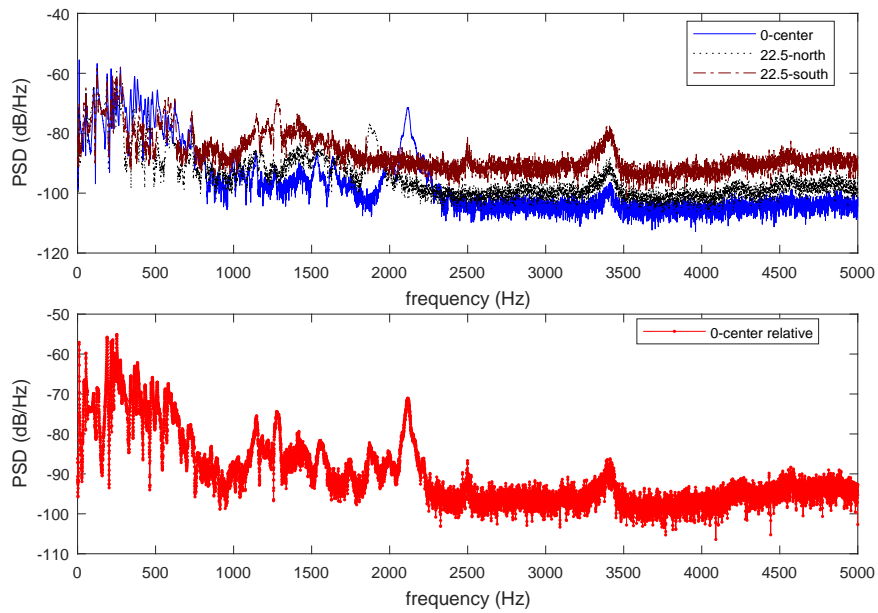 -40
-60
-80
-100
-120
PSD (dB/Hz)
0-center
22.5-north
22.5-south
0 500 1000 1500 2000 2500 3000 3500 4000 4500 5000
frequency (Hz)
-50
-60
-70
-80
-90
-100
-110
PSD (dB/Hz)
0-center relative
0 500 1000 1500 2000 2500 3000 3500 4000 4500 5000
frequency (Hz)